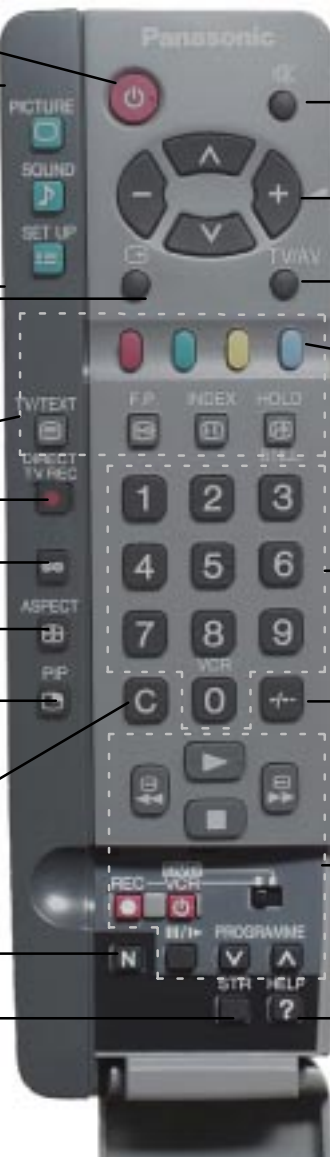 Panasonic
PICTURE
SOUND
SET UP
TV/AV
TV/TEXT
F.P.
INDEX
HOLD
DIRECT
TV REC
1
2
3
4
5
6
ASPECT
7
8
9
PIP
VCR
C
0
-/--
REC
VCR
N
PROGRAMME
STR
HELP
?